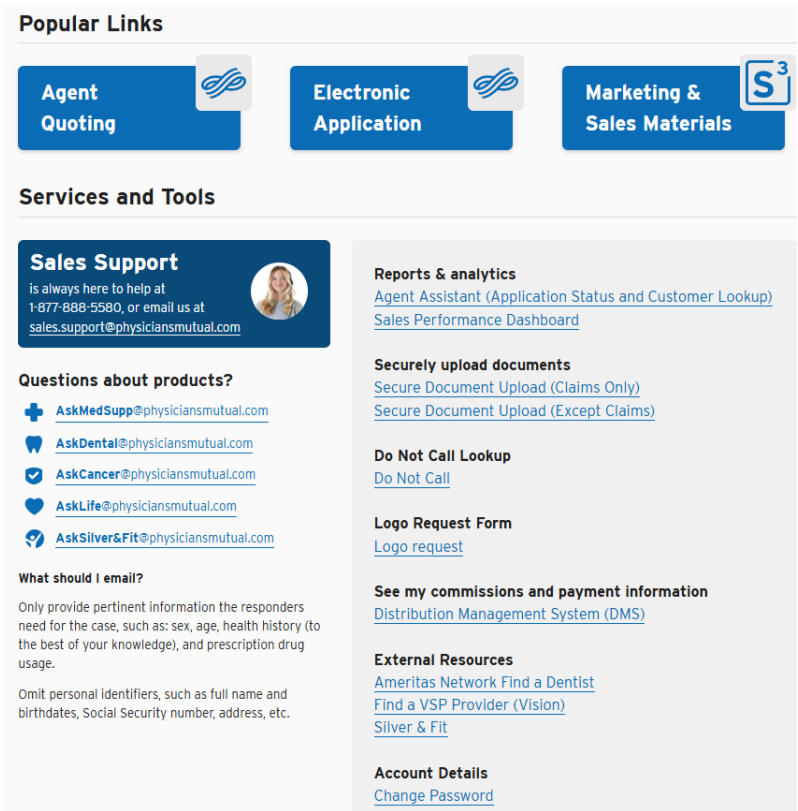 Popular Links
Agent
Quoting
Electronic
Application
Marketing &
Sales Materials
S3
Services and Tools
Sales Support
is always here to help at
1-877-888-5580, or email us at
sales.support@physiciansmutual.com
Questions about products?
AskMedSupp@physiciansmutual.com
AskDental@physiciansmutual.com
AskCancer@physiciansmutual.com
AskLife@physiciansmutual.com
AskSilver&Fit@physiciansmutual.com
What should I email?
Only provide pertinent information the responders
need for the case, such as: sex, age, health history (to
the best of your knowledge), and prescription drug
usage.
Omit personal identifiers, such as full name and
birthdates, Social Security number, address, etc.
Reports & analytics
Agent Assistant (Application Status and Customer Lookup)
Sales Performance Dashboard
Securely upload documents
Secure Document Upload (Claims Only)
Secure Document Upload (Except Claims)
Do Not Call Lookup
Do Not Call
Logo Request Form
Logo request
See my commissions and payment information
Distribution Management System (DMS)
External Resources
Ameritas Network Find a Dentist
Find a VSP Provider (Vision)
Silver & Fit
Account Details
Change Password